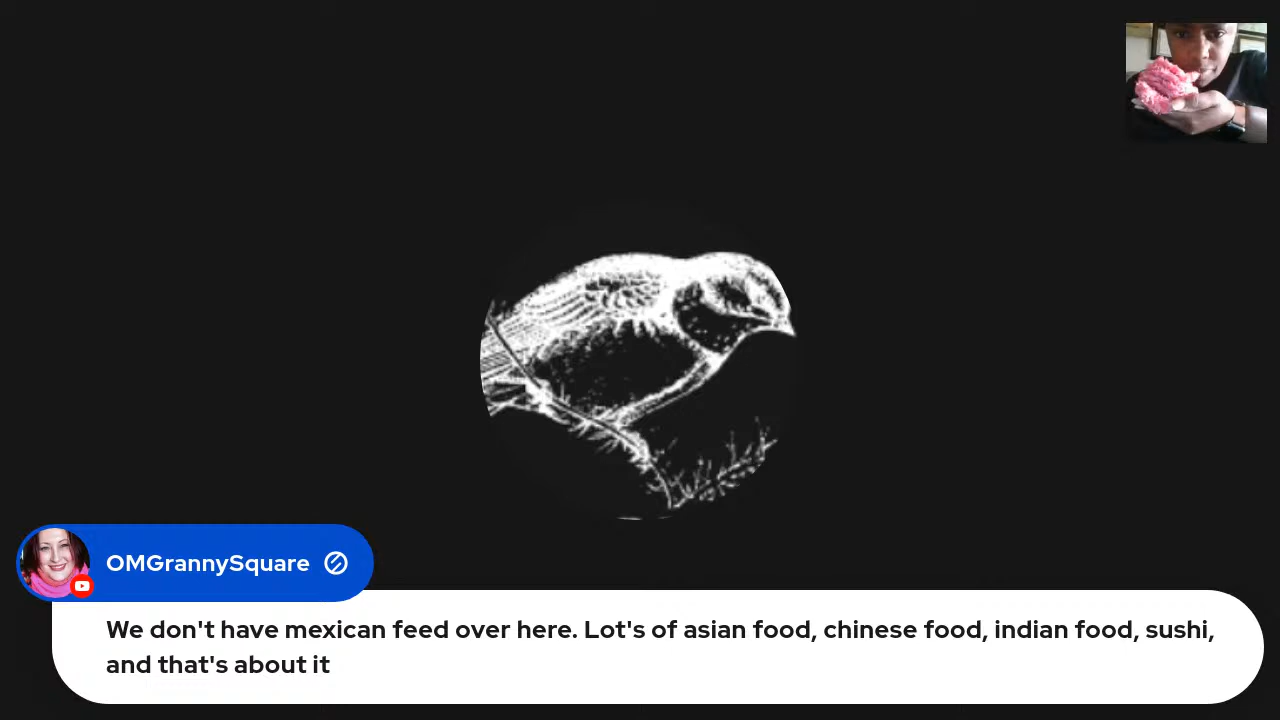 OMGrannySquare
We don't have mexican feed over here. Lot's of asian food, chinese food, indian food, sushi,
and that's about it